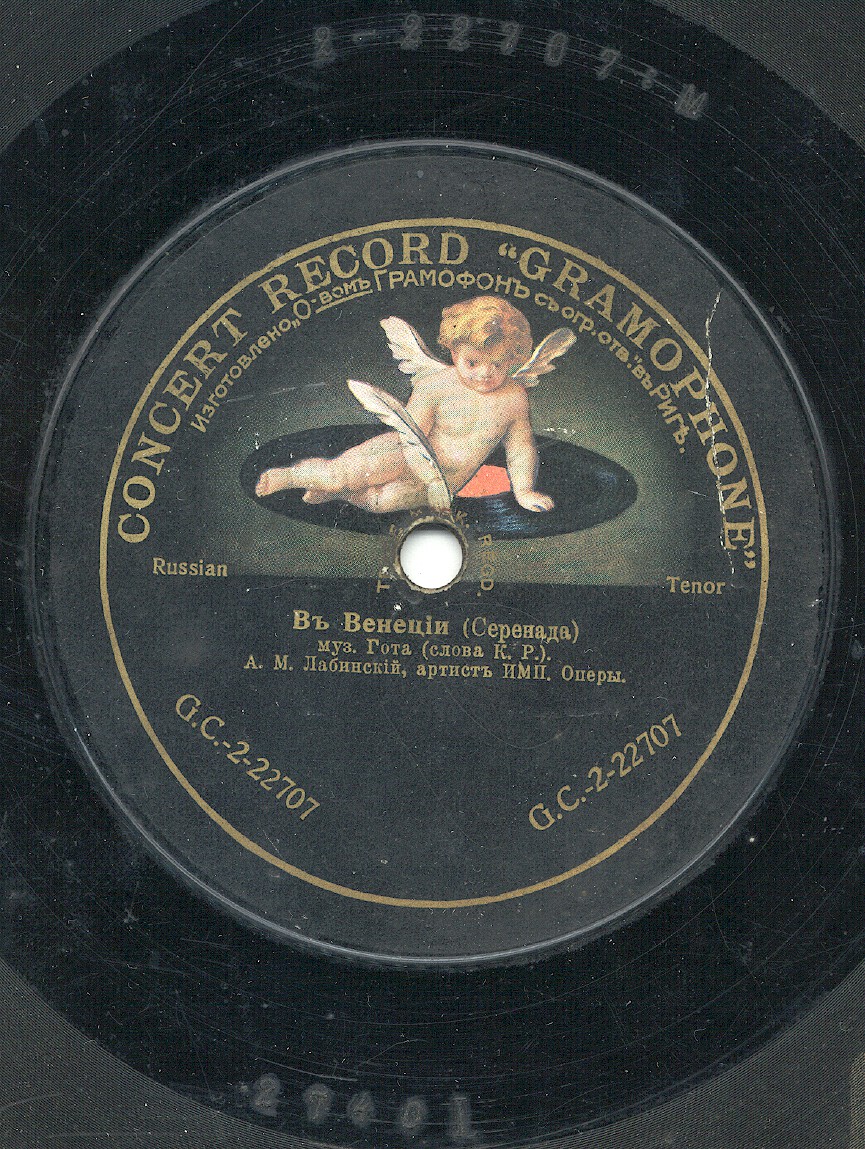 2-22707-M
CONCERT RECORD “GRAMOPHONE”
Изготовлено „О-вомъ ГРАМОФОНЪ съ огр. отв.“ въ Ригѣ.
REGD.
Russian
Tenor
Въ Венеціи (Серенада)
муз. Гота (слова К. Р.).
А. М. Лабинскій, артистъ ИМП. Оперы.
G.C.-2-22707
G.C.-2-22707